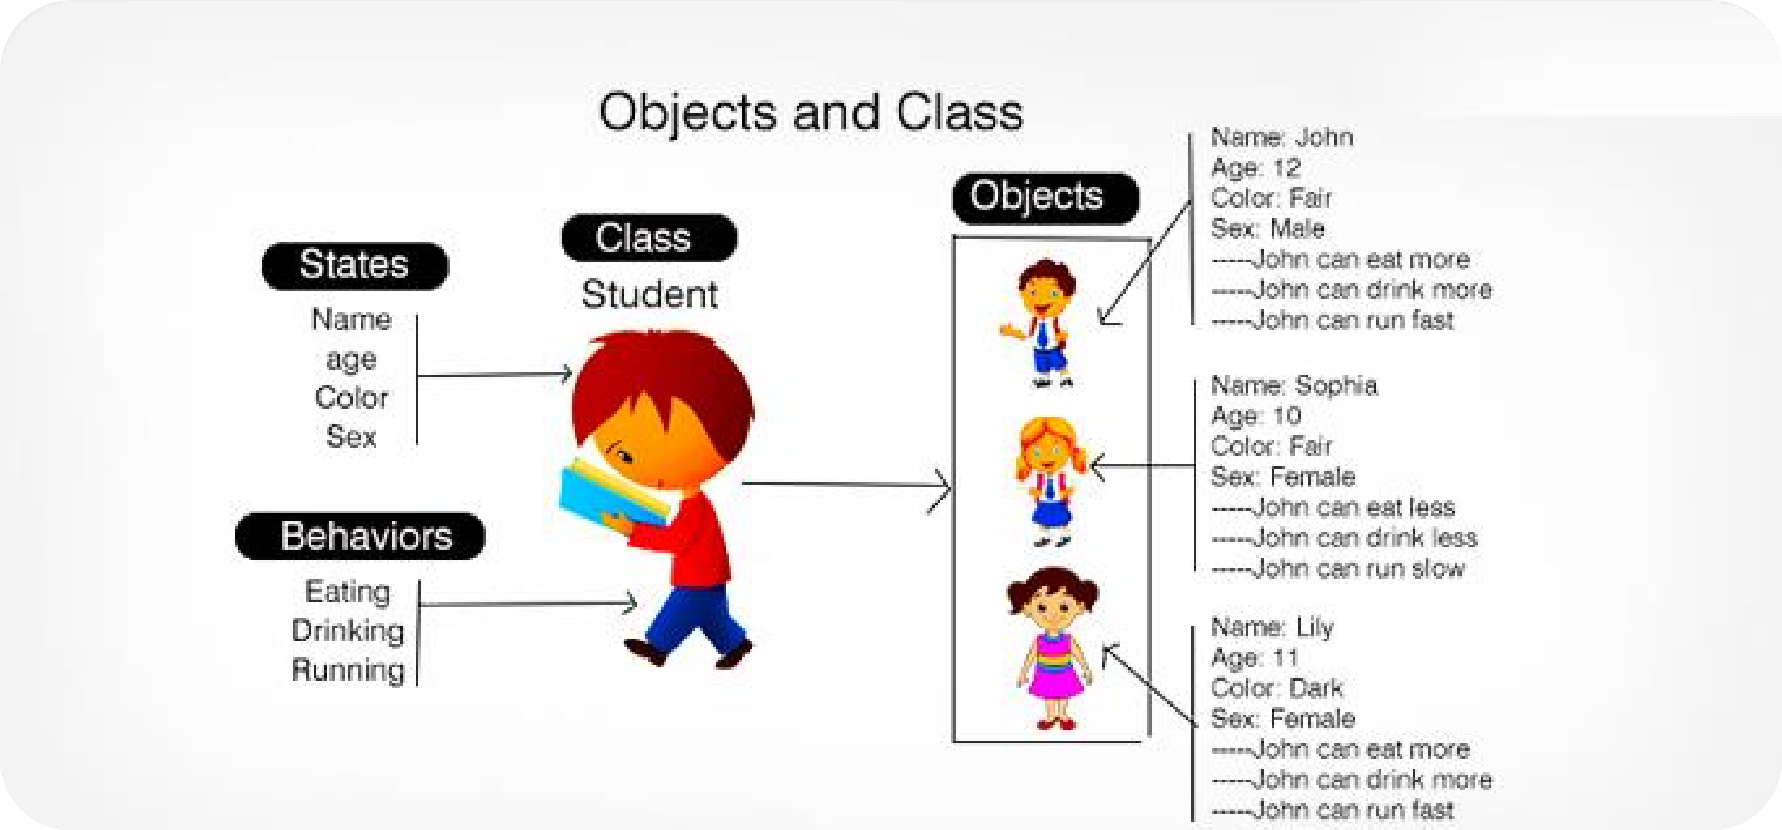 Objects and Class
States
Name
age
Color
Sex
Behaviors
Eating
Drinking
Running
Class
Student
Objects
Name: John
Age: 12
Color: Fair
Sex: Male
-----John can eat more
-----John can drink more
-----John can run fast
Name: Sophia
Age: 10
Color: Fair
Sex: Female
-----John can eat less
-----John can drink less
-----John can run slow
Name: Lily
Age: 11
Color: Dark
Sex: Female
-----John can eat more
-----John can drink more
-----John can run fast